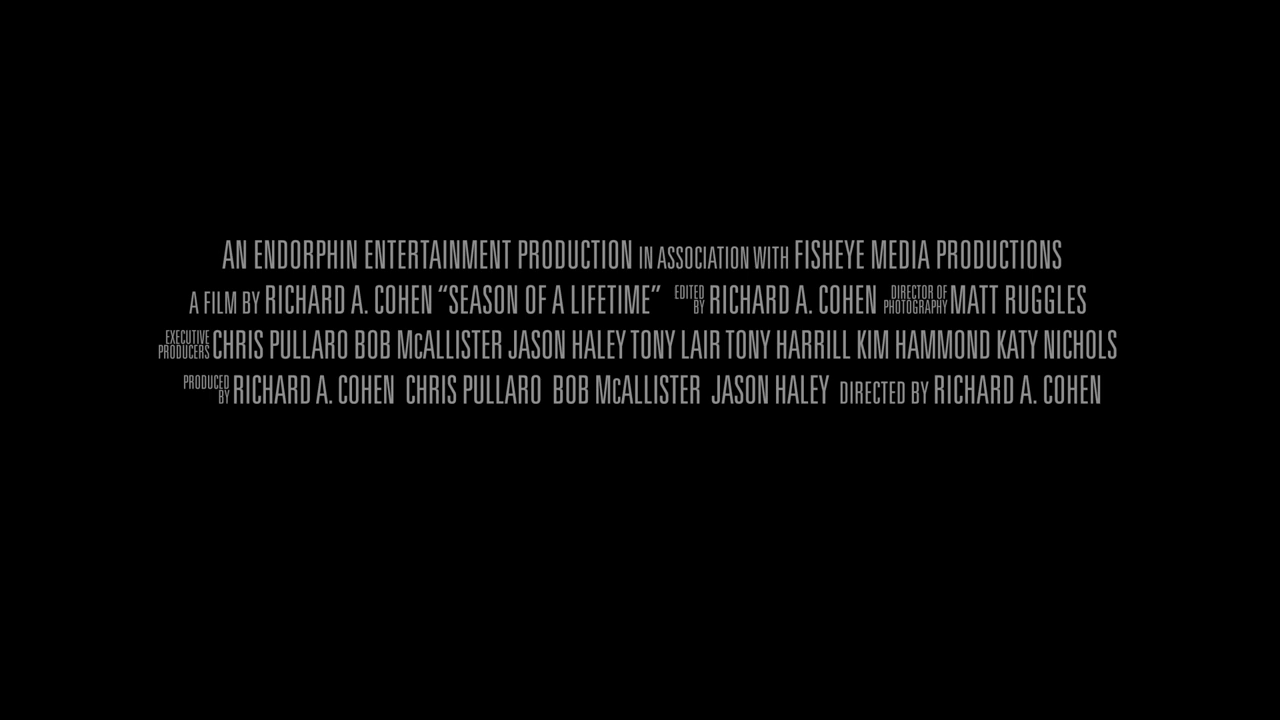 AN ENDORPHIN ENTERTAINMENT PRODUCTION IN ASSOCIATION WITH FISHEYE MEDIA PRODUCTIONS
A FILM BY RICHARD A. COHEN “SEASON OF A LIFETIME” EDITED BY RICHARD A. COHEN DIRECTOR OF PHOTOGRAPHY MATT RUGGLES
EXECUTIVE PRODUCERS CHRIS PULLARO BOB McALLISTER JASON HALEY TONY LAIR TONY HARRILL KIM HAMMOND KATY NICHOLS
PRODUCED BY RICHARD A. COHEN CHRIS PULLARO BOB McALLISTER JASON HALEY DIRECTED BY RICHARD A. COHEN